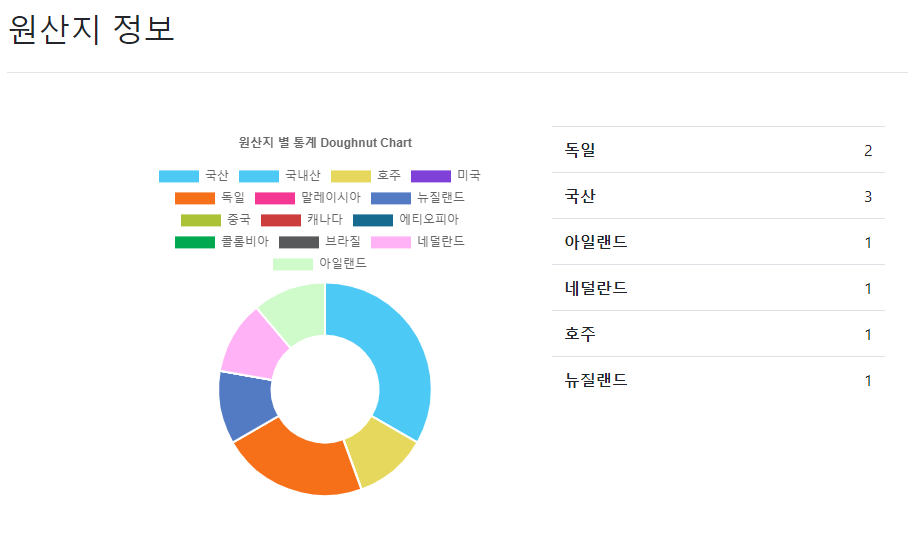 원산지 정보
원산지 별 통계 Doughnut Chart
국산 국내산 호주 미국
독일 말레이시아 뉴질랜드
중국 캐나다 에티오피아
콜롬비아 브라질 네덜란드
아일랜드
독일 2
국산 3
아일랜드 1
네덜란드 1
호주 1
뉴질랜드 1